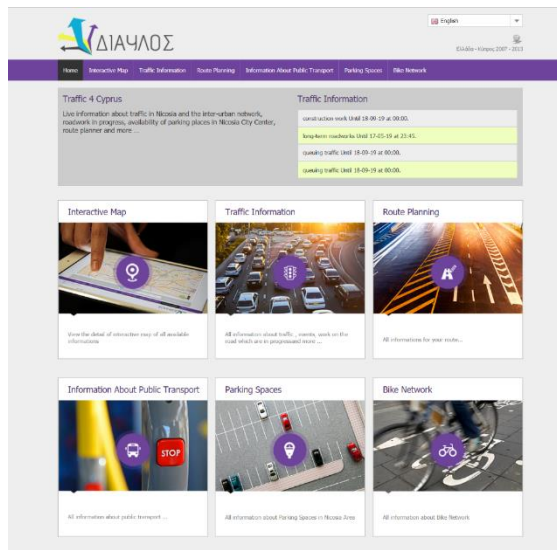 English
ΔΙΑΥΛΟΣ
Ελλάδα - Κύπρος 2007 - 2013
Home Interactive Map Traffic Information Route Planning Information About Public Transport Parking Spaces Bike Network
Traffic 4 Cyprus
Live information about traffic in Nicosia and the inter-urban network,
roadwork in progress, availability of parking places in Nicosia City Center,
route planner and more ...
Traffic Information
construction work Until 18-09-19 at 00:00.
long-term roadworks Until 17-05-19 at 23:45.
queuing traffic Until 18-09-19 at 00:00.
queuing traffic Until 18-09-19 at 00:00.
Interactive Map
View the detail of interactive map of all available
informations
Traffic Information
All information about traffic , events, work on the
road which are in progressand more ...
Route Planning
All informations for your route...
Information About Public Transport
STOP
All information about public transport ...
Parking Spaces
All information about Parking Spaces in Nicosia Area
Bike Network
All information about Bike Network